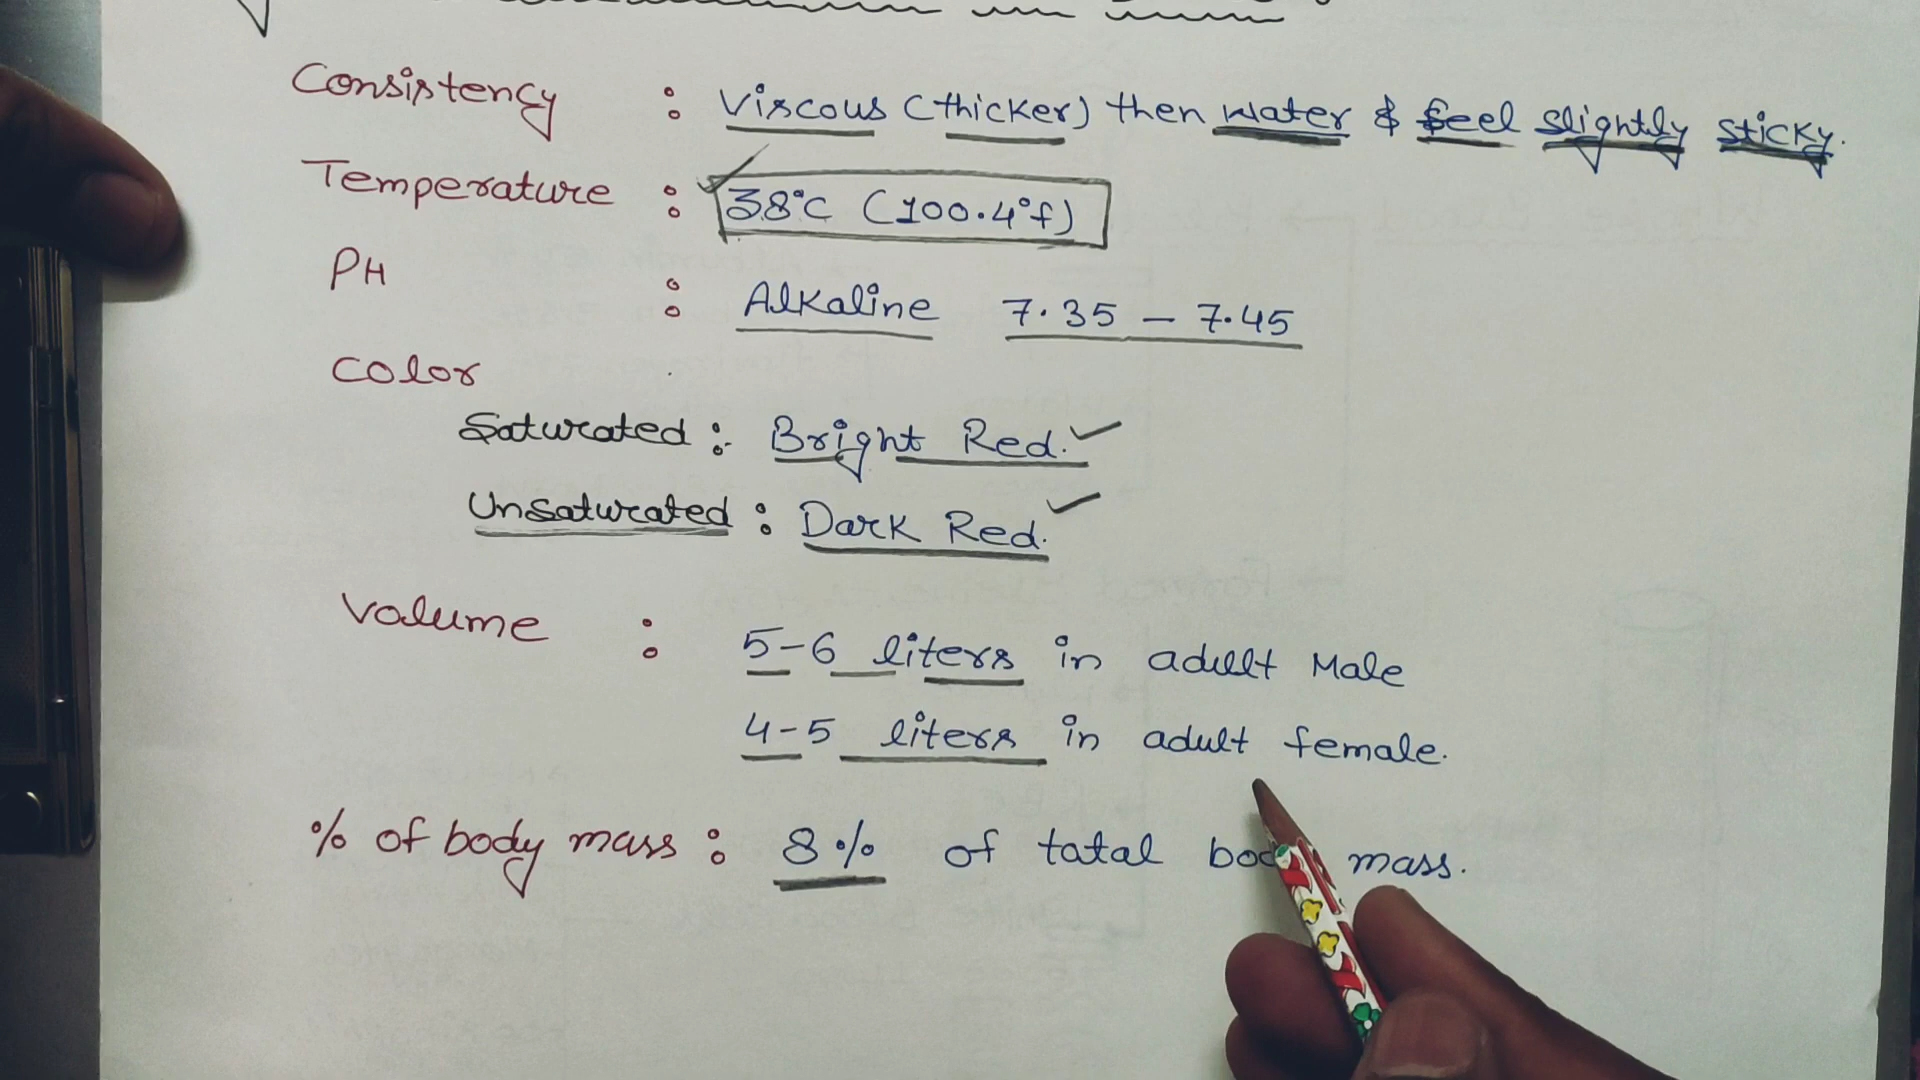 Consistency : Viscous (thicker) then water & feel slightly sticky.
Temperature : 38°C (100.4°f)
PH : Alkaline 7.35 – 7.45
Color
Saturated : Bright Red.
Unsaturated : Dark Red.
Volume : 5-6 liters in adult Male
4-5 liters in adult female.
% of body mass : 8% of total body mass.